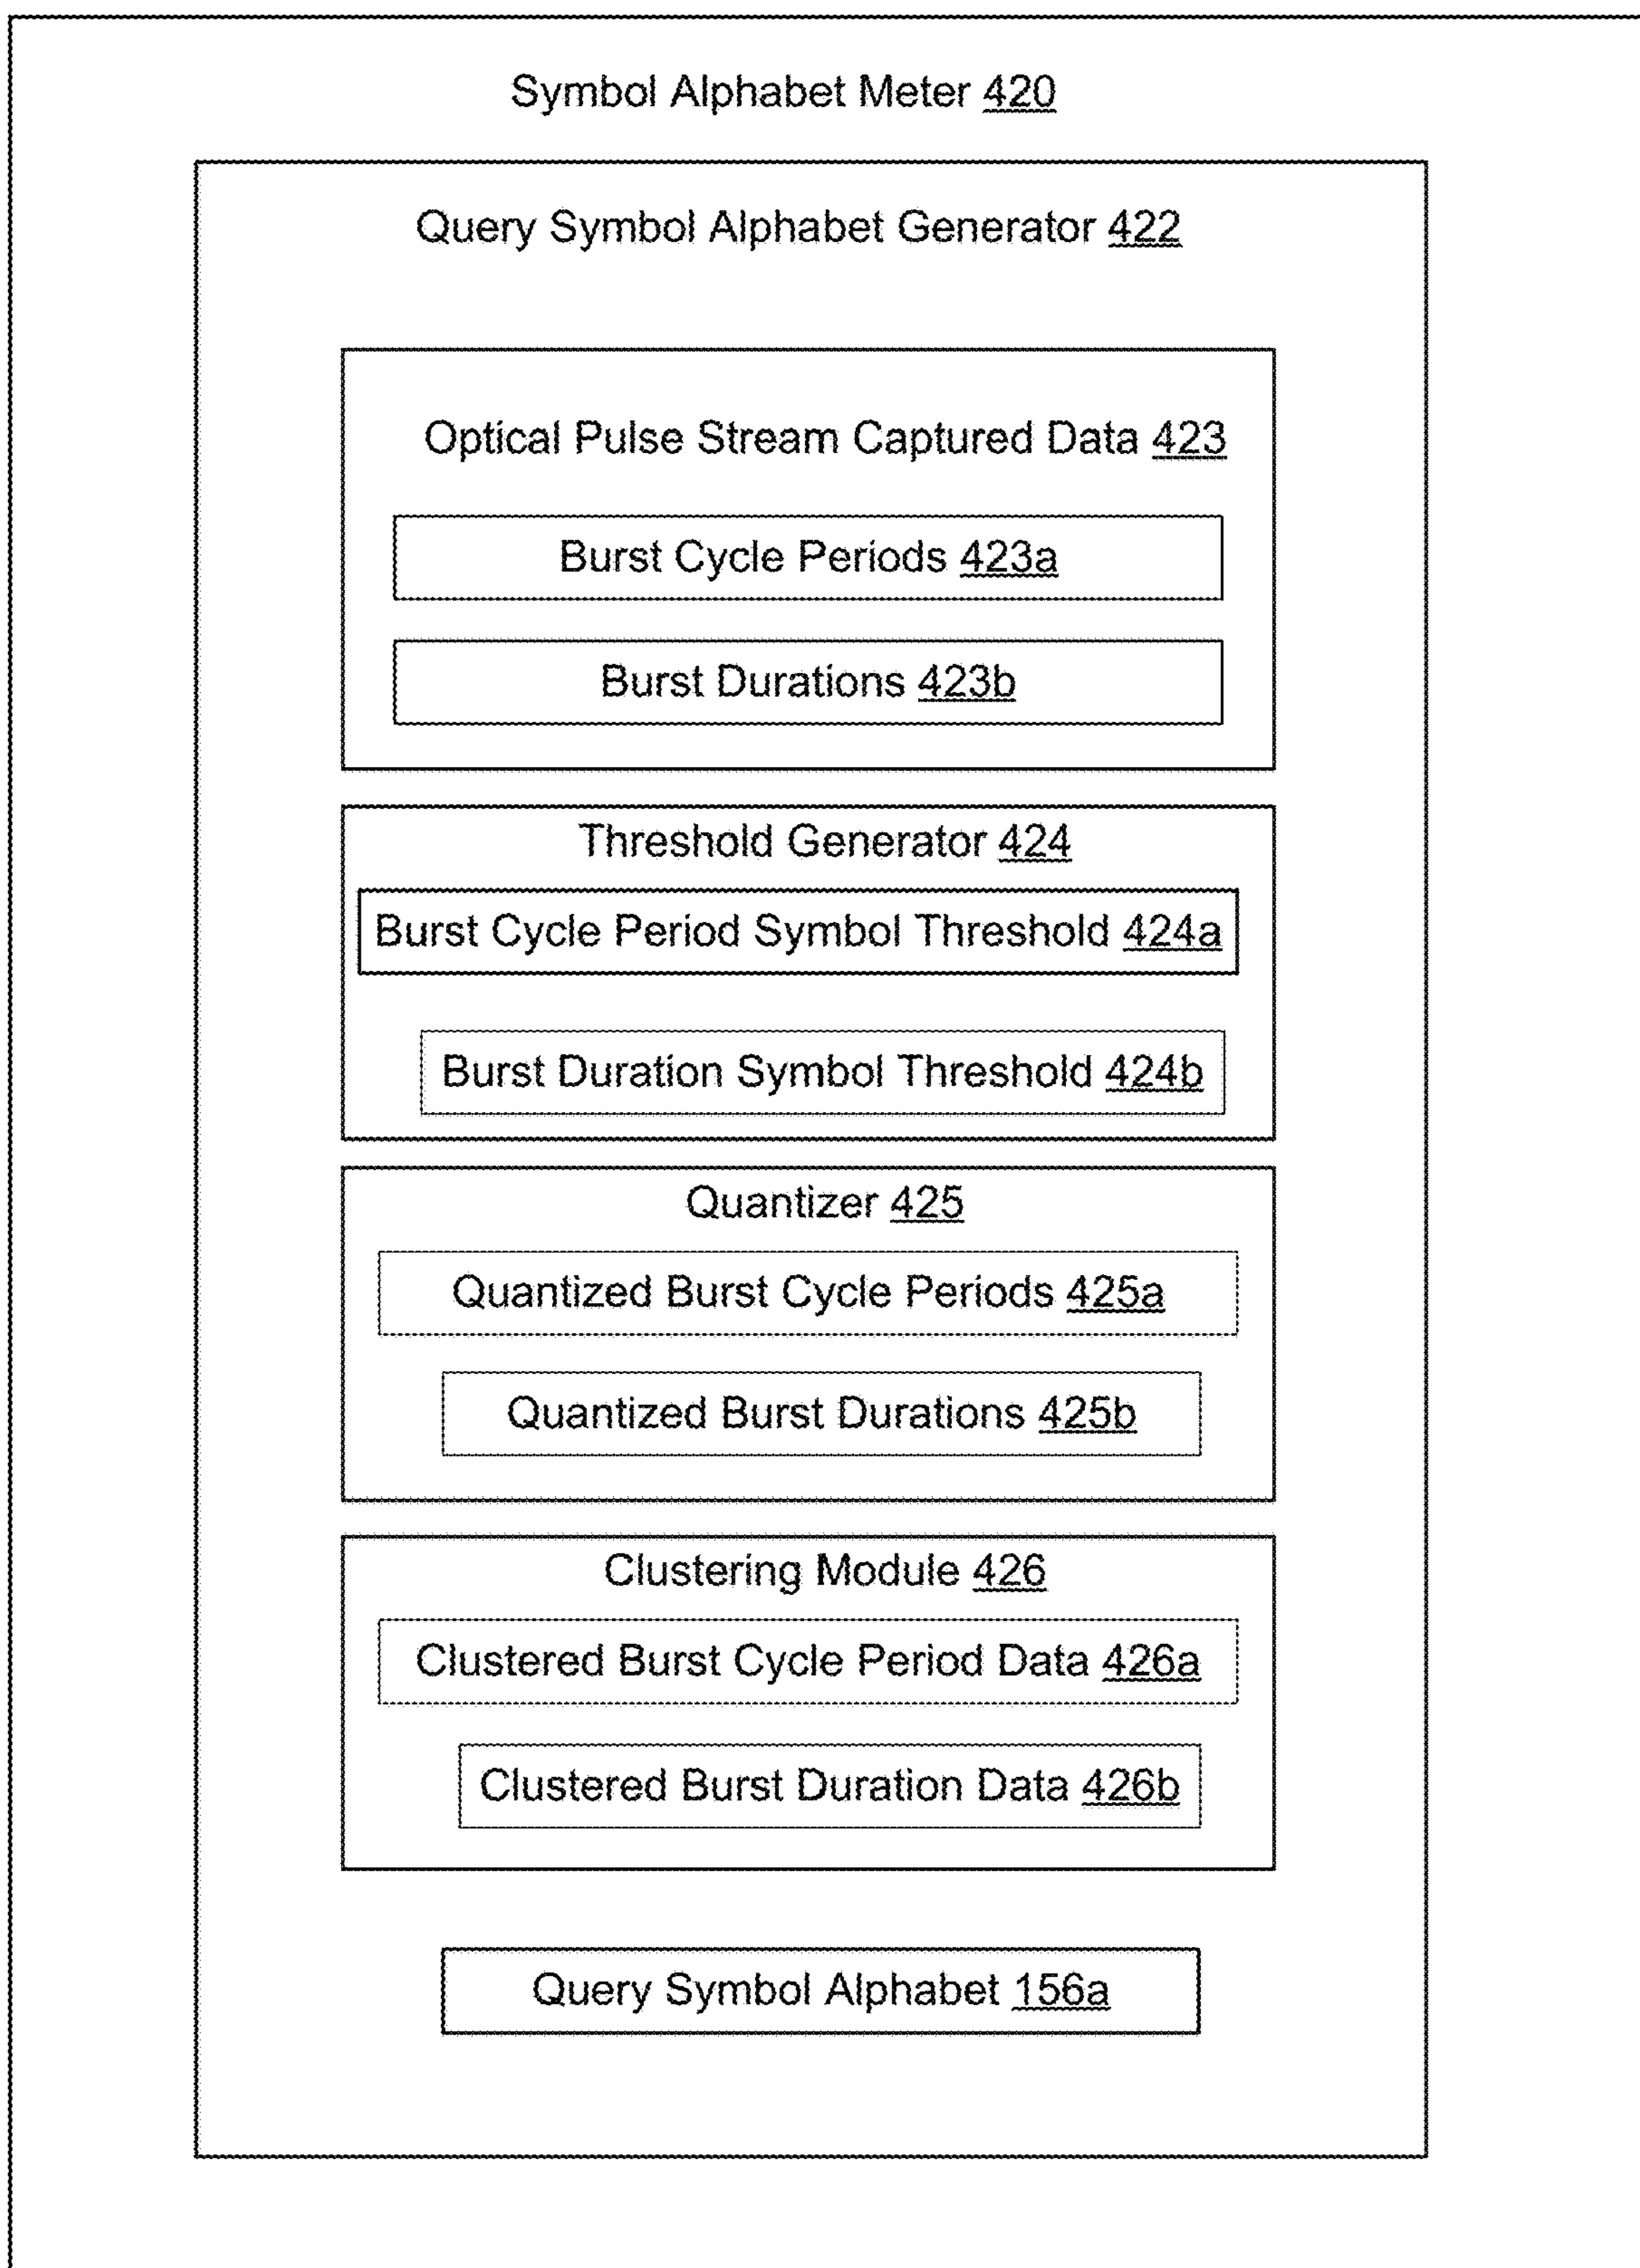 Symbol Alphabet Meter 420
Query Symbol Alphabet Generator 422
Optical Pulse Stream Captured Data 423
Burst Cycle Periods 423a
Burst Durations 423b
Threshold Generator 424
Burst Cycle Period Symbol Threshold 424a
Burst Duration Symbol Threshold 424b
Quantizer 425
Quantized Burst Cycle Periods 425a
Quantized Burst Durations 425b
Clustering Module 426
Clustered Burst Cycle Period Data 426a
Clustered Burst Duration Data 426b
Query Symbol Alphabet 156a